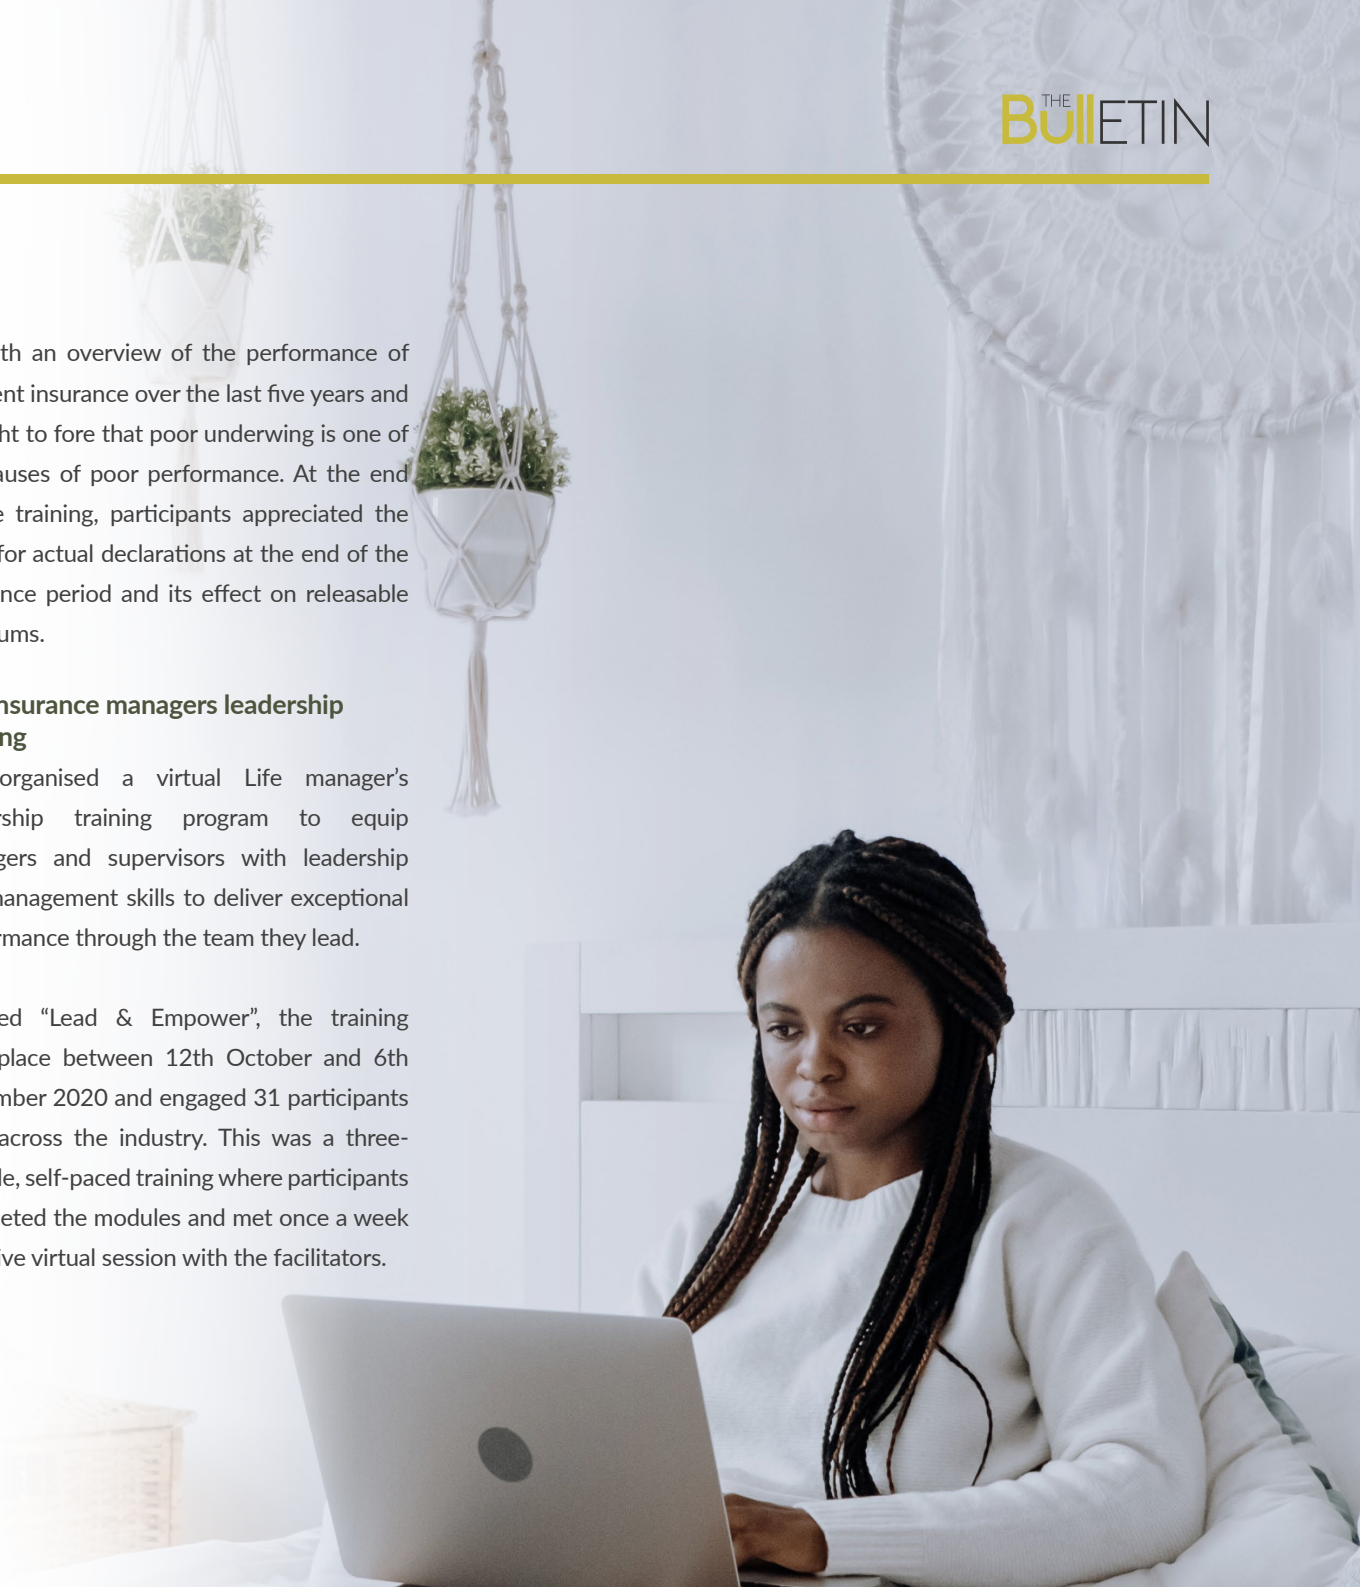 THE
BullETIN
th an overview of the performance of
ent insurance over the last five years and
ht to fore that poor underwing is one of
auses of poor performance. At the end
e training, participants appreciated the
for actual declarations at the end of the
nce period and its effect on releasable
ums.
nsurance managers leadership
ng
organised a virtual Life manager’s
rship training program to equip
gers and supervisors with leadership
nanagement skills to deliver exceptional
rmance through the team they lead.
ed “Lead & Empower”, the training
place between 12th October and 6th
mber 2020 and engaged 31 participants
across the industry. This was a three-
le, self-paced training where participants
eted the modules and met once a week
ive virtual session with the facilitators.